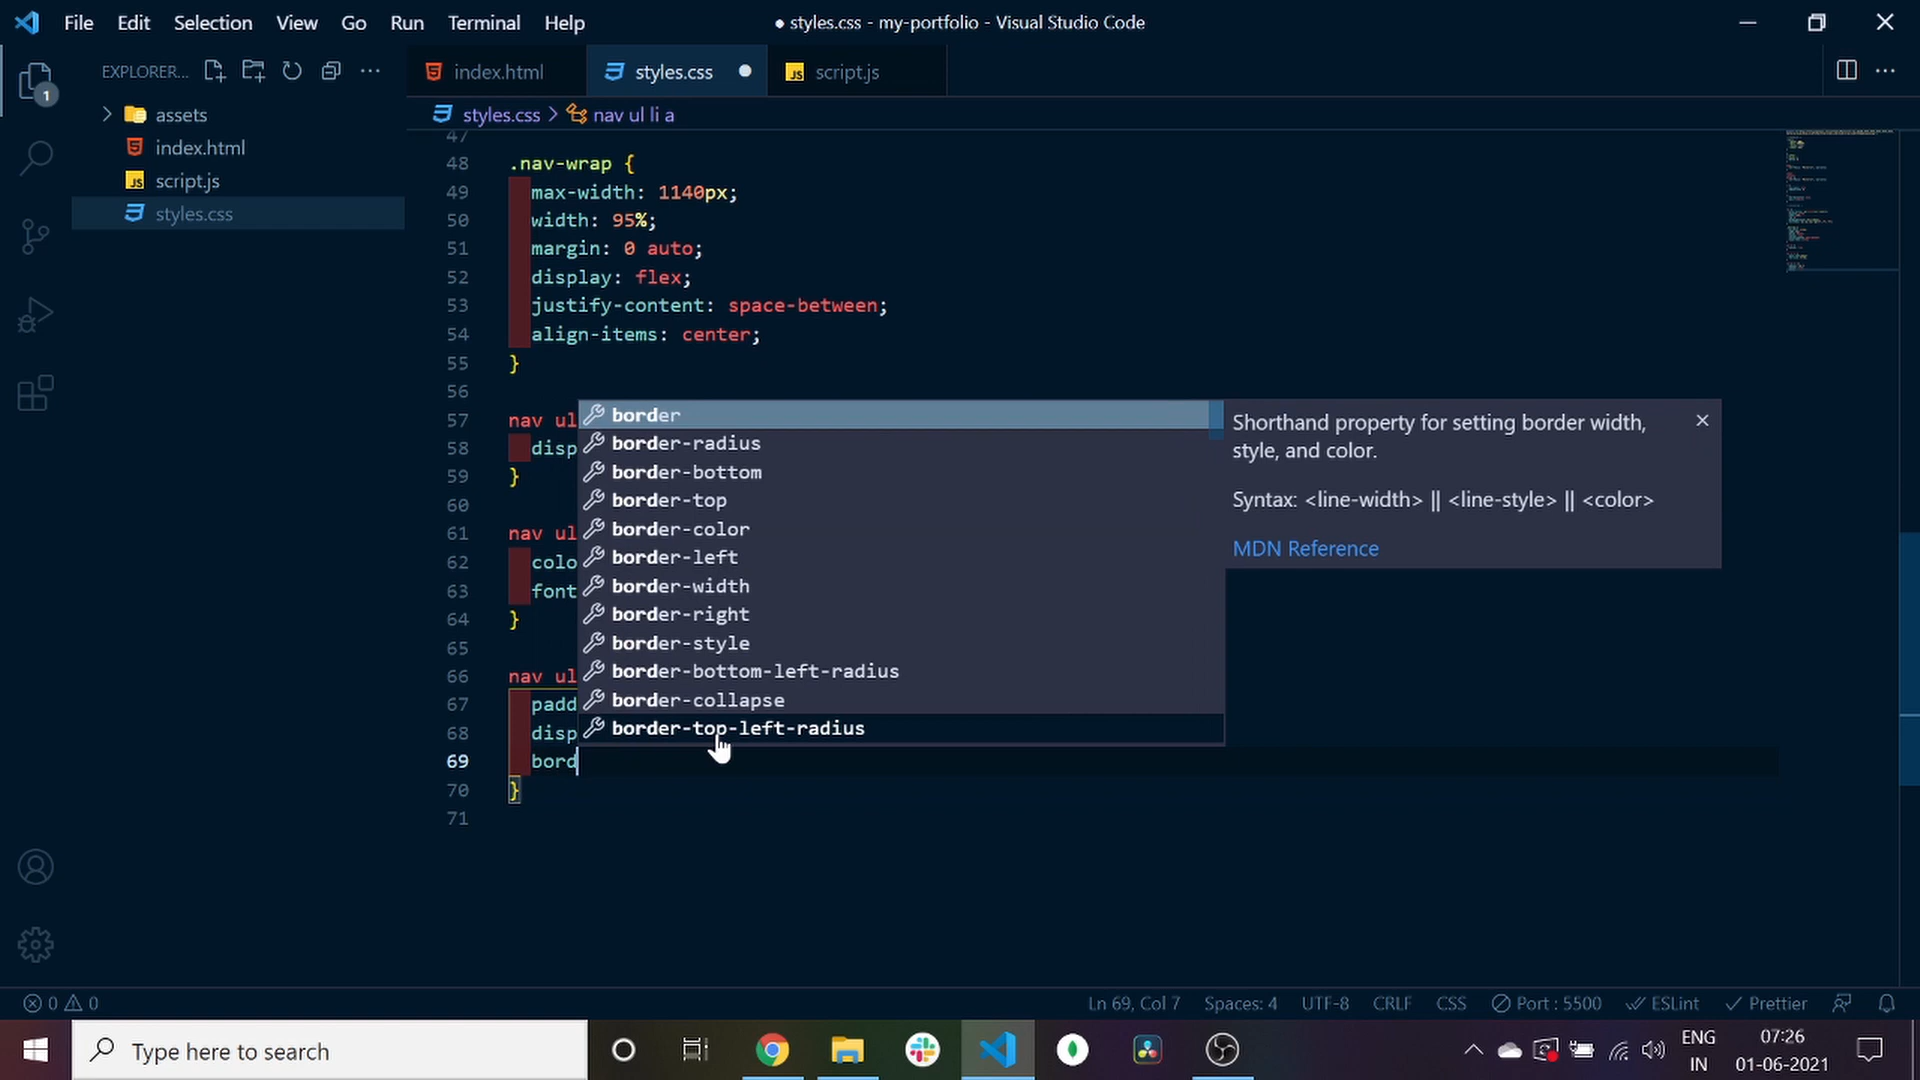 File Edit Selection View Go Run Terminal Help
● styles.css - my-portfolio - Visual Studio Code
EXPLORER...
index.html
styles.css
JS script.js
1
assets
index.html
JS script.js
styles.css
styles.css > nav ul li a
47
48 .nav-wrap {
49 max-width: 1140px;
50 width: 95%;
51 margin: 0 auto;
52 display: flex;
53 justify-content: space-between;
54 align-items: center;
55 }
56
57 nav ul
58 disp
59 }
60
61 nav ul
62 colo
63 font
64 }
65
66 nav ul
67 padd
68 disp
69 bord
70 }
71
border
border-radius
border-bottom
border-top
border-color
border-left
border-width
border-right
border-style
border-bottom-left-radius
border-collapse
border-top-left-radius
Shorthand property for setting border width,
style, and color.
Syntax: <line-width> || <line-style> || <color>
MDN Reference
0 0
Ln 69, Col 7 Spaces: 4 UTF-8 CRLF CSS Port : 5500 ESLint Prettier
Type here to search
ENG
IN
07:26
01-06-2021